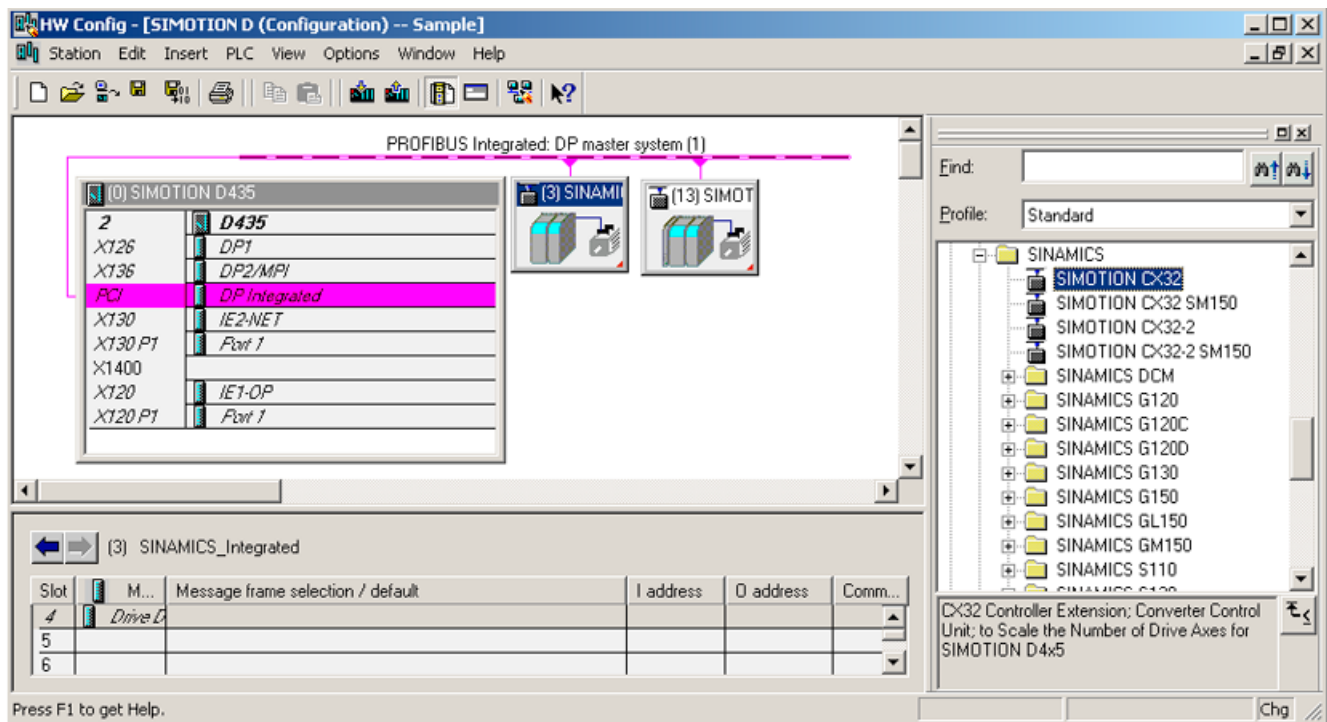 HW Config - [SIMOTION D (Configuration) -- Sample]
Station Edit Insert PLC View Options Window Help
PROFIBUS Integrated: DP master system (1)
(0) SIMOTION D435
2 D435
X126 DP1
X136 DP2/MPI
PCI DP Integrated
X130 IE2-NET
X130 P1 Port 1
X1400
X120 IE1-OP
X120 P1 Port 1
(3) SINAMI
(13) SIMOT
Find:
Profile: Standard
SINAMICS
SIMOTION CX32
SIMOTION CX32 SM150
SIMOTION CX32-2
SIMOTION CX32-2 SM150
SINAMICS DCM
SINAMICS G120
SINAMICS G120C
SINAMICS G120D
SINAMICS G130
SINAMICS G150
SINAMICS GL150
SINAMICS GM150
SINAMICS S110
CX32 Controller Extension; Converter Control
Unit; to Scale the Number of Drive Axes for
SIMOTION D4x5
(3) SINAMICS_Integrated
Slot M... Message frame selection / default I address O address Comm...
4 Drive D
5
6
Press F1 to get Help.
Chg